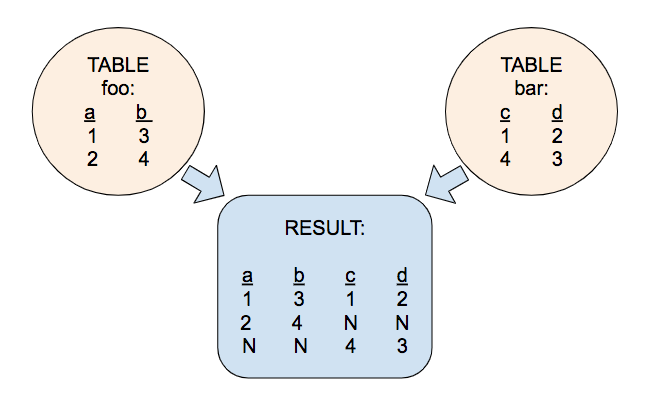 TABLE
foo:
a b
1 3
2 4
TABLE
bar:
c d
1 2
4 3
RESULT:
a b c d
1 3 1 2
2 4 N N
N N 4 3